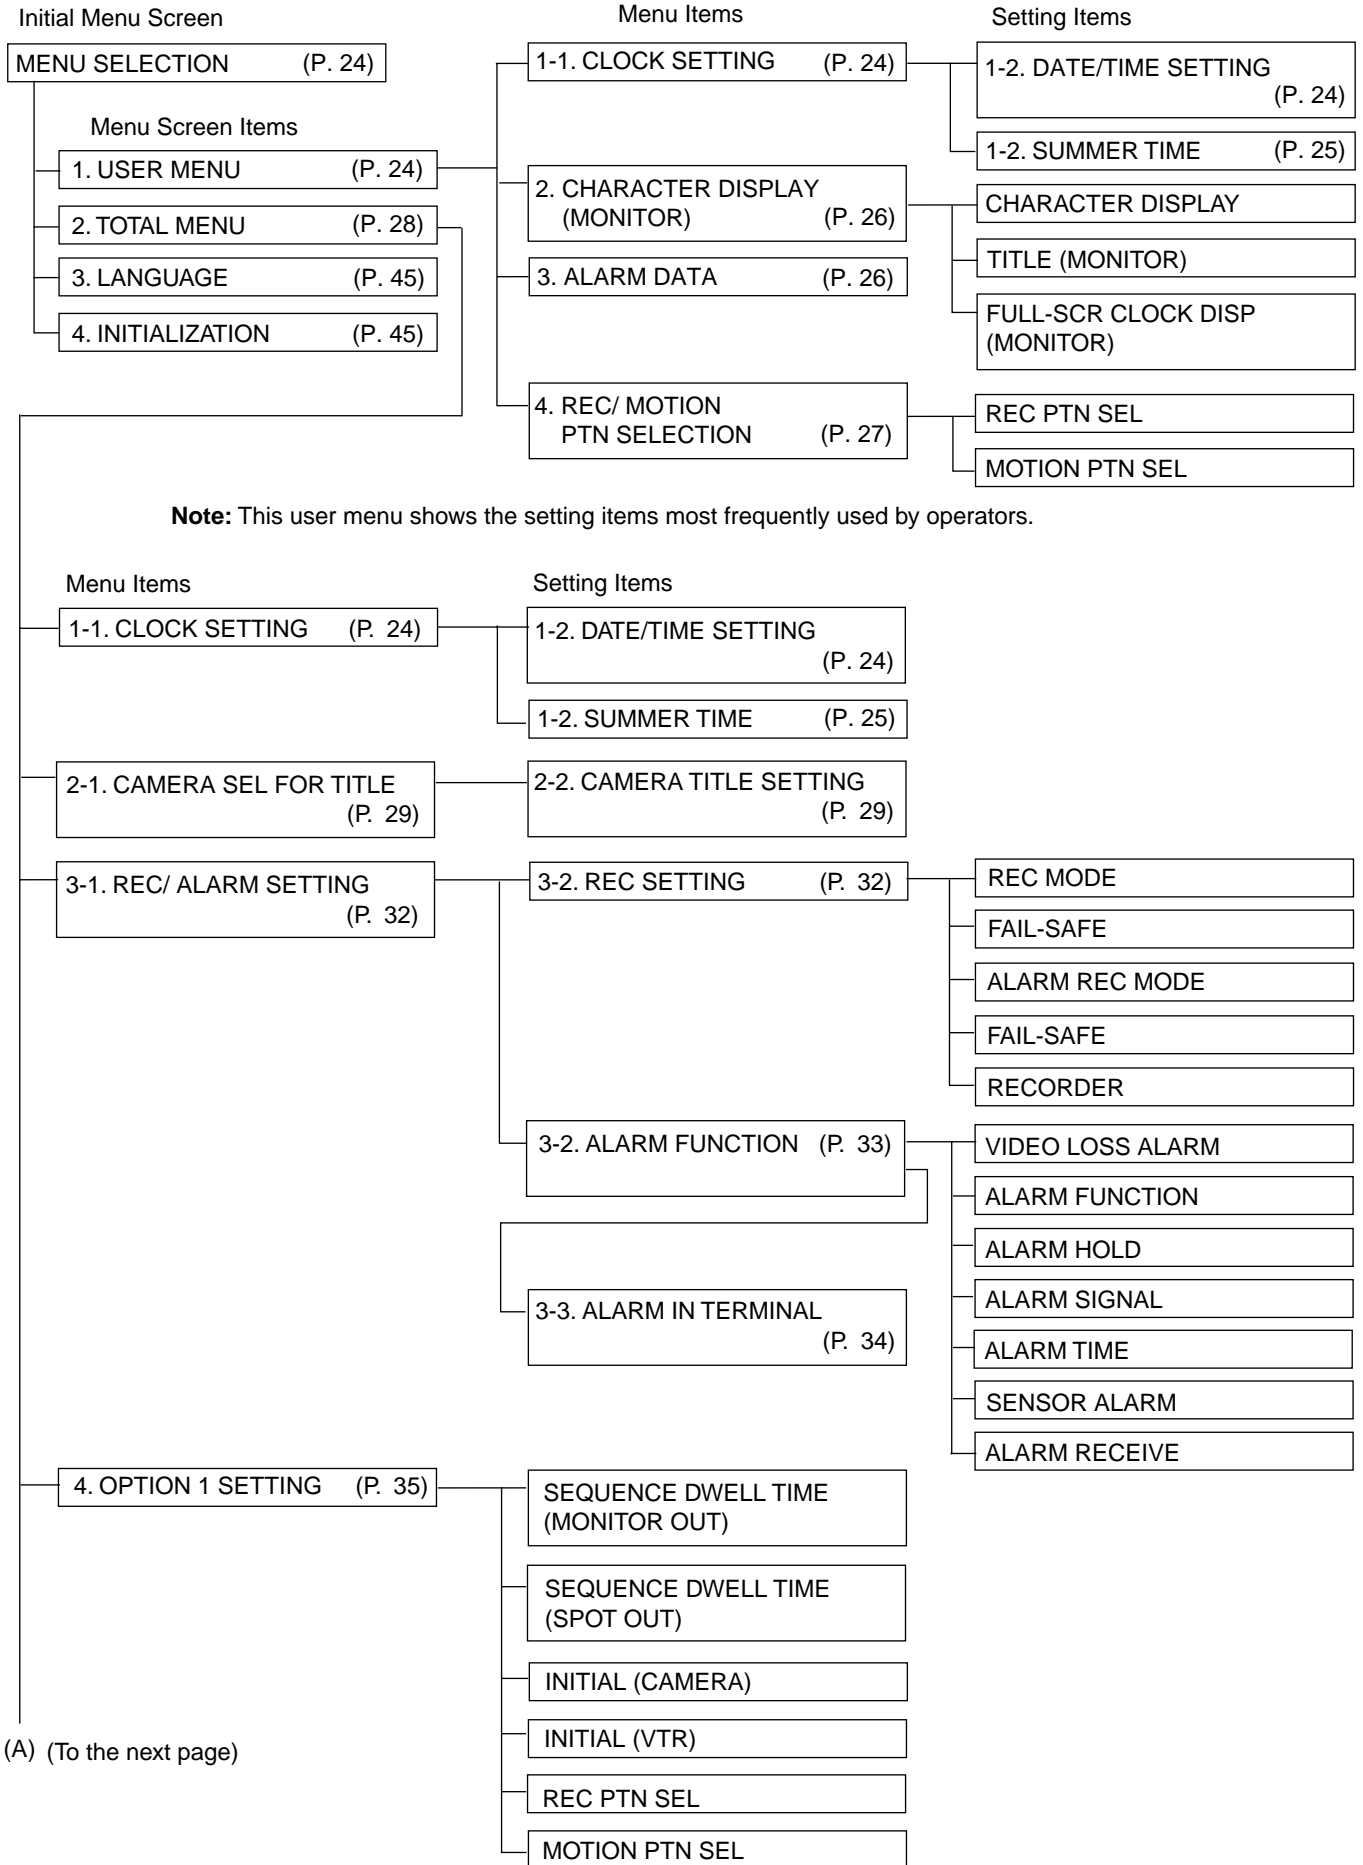 Initial Menu Screen
Menu Items
Setting Items
MENU SELECTION (P. 24)
Menu Screen Items
1. USER MENU (P. 24)
2. TOTAL MENU (P. 28)
3. LANGUAGE (P. 45)
4. INITIALIZATION (P. 45)
1-1. CLOCK SETTING (P. 24)
1-2. DATE/TIME SETTING
(P. 24)
1-2. SUMMER TIME (P. 25)
2. CHARACTER DISPLAY
(MONITOR) (P. 26)
CHARACTER DISPLAY
TITLE (MONITOR)
FULL-SCR CLOCK DISP
(MONITOR)
3. ALARM DATA (P. 26)
4. REC/ MOTION
PTN SELECTION (P. 27)
REC PTN SEL
MOTION PTN SEL
Note: This user menu shows the setting items most frequently used by operators.
Menu Items
Setting Items
1-1. CLOCK SETTING (P. 24)
1-2. DATE/TIME SETTING
(P. 24)
1-2. SUMMER TIME (P. 25)
2-1. CAMERA SEL FOR TITLE
(P. 29)
2-2. CAMERA TITLE SETTING
(P. 29)
3-1. REC/ ALARM SETTING
(P. 32)
3-2. REC SETTING (P. 32)
REC MODE
FAIL-SAFE
ALARM REC MODE
FAIL-SAFE
RECORDER
3-2. ALARM FUNCTION (P. 33)
VIDEO LOSS ALARM
ALARM FUNCTION
ALARM HOLD
ALARM SIGNAL
ALARM TIME
SENSOR ALARM
ALARM RECEIVE
3-3. ALARM IN TERMINAL
(P. 34)
4. OPTION 1 SETTING (P. 35)
SEQUENCE DWELL TIME
(MONITOR OUT)
SEQUENCE DWELL TIME
(SPOT OUT)
INITIAL (CAMERA)
INITIAL (VTR)
REC PTN SEL
MOTION PTN SEL
(A) (To the next page)